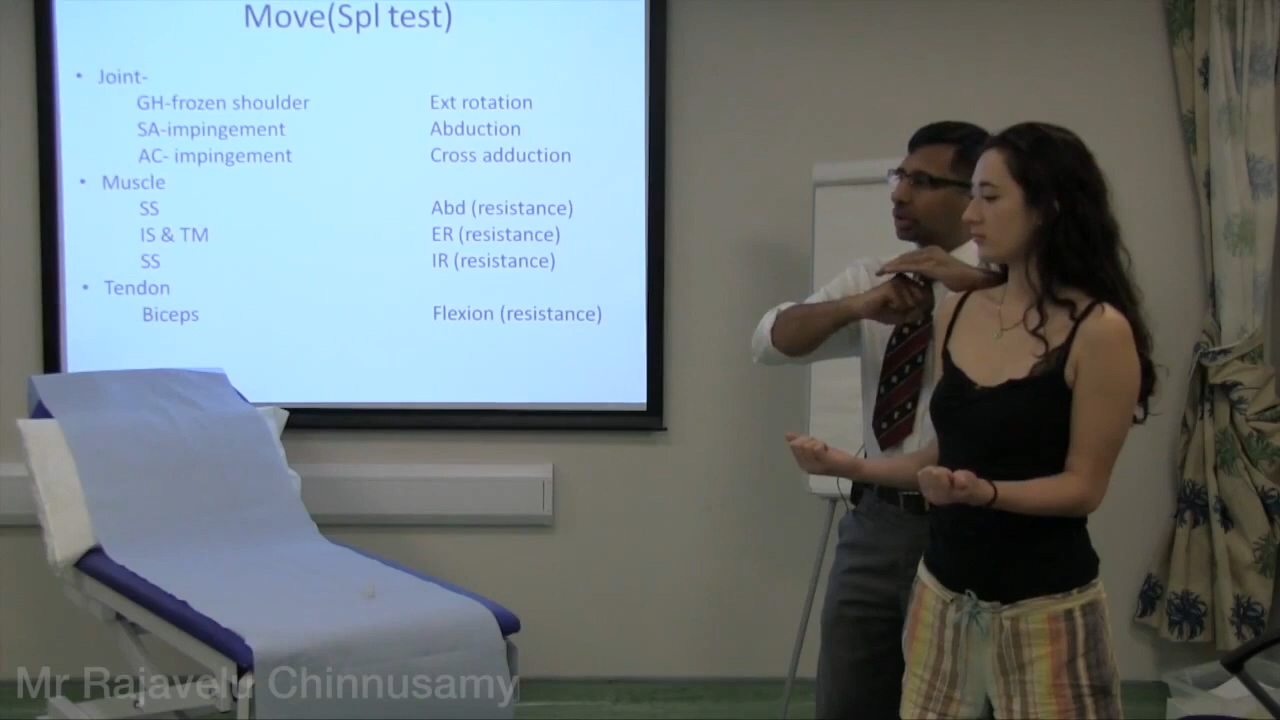 Move(Spl test)
• Joint-
GH-frozen shoulder Ext rotation
SA-impingement Abduction
AC- impingement Cross adduction
• Muscle
SS Abd (resistance)
IS & TM ER (resistance)
SS IR (resistance)
• Tendon
Biceps Flexion (resistance)
Mr Rajavelu Chinnusamy